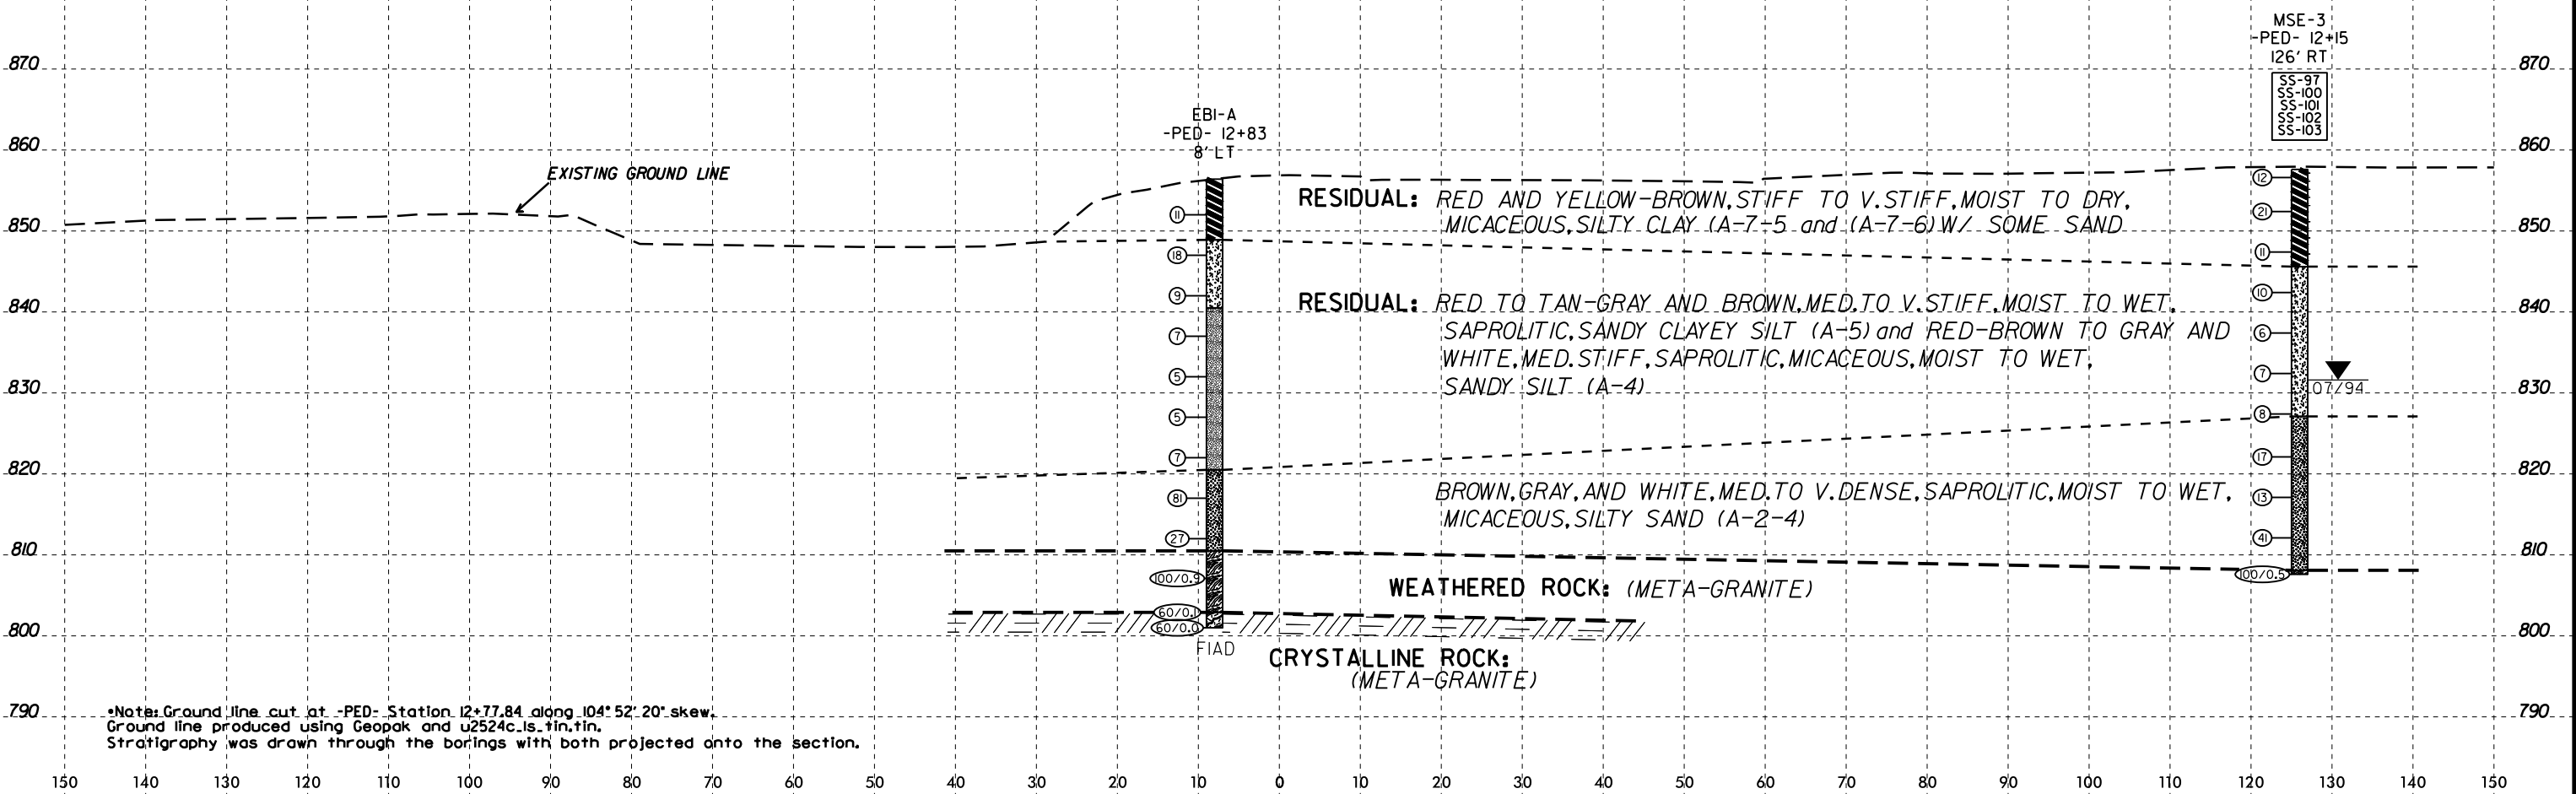 MSE-3
-PED- 12+15
126' RT
SS-97
SS-100
SS-101
SS-102
SS-103
870 870
EB1-A
-PED- 12+83
8' LT
860 860
EXISTING GROUND LINE
12
RESIDUAL: RED AND YELLOW-BROWN,STIFF TO V.STIFF,MOIST TO DRY,
MICACEOUS,SILTY CLAY (A-7-5 and (A-7-6)W/ SOME SAND
11 21
850 850
18 11
9 10
RESIDUAL: RED TO TAN-GRAY AND BROWN,MED.TO V.STIFF,MOIST TO WET,
SAPROLITIC,SANDY CLAYEY SILT (A-5)and RED-BROWN TO GRAY AND
WHITE,MED.STIFF,SAPROLITIC,MICACEOUS,MOIST TO WET,
SANDY SILT (A-4)
840 840
7 6
5 7
07/94
830 830
5 8
7 17
820 820
BROWN,GRAY,AND WHITE,MED.TO V.DENSE,SAPROLITIC,MOIST TO WET,
MICACEOUS,SILTY SAND (A-2-4)
81 13
27 41
810 810
100/0.9 100/0.5
WEATHERED ROCK: (META-GRANITE)
60/0.1
60/0.0
800 800
FIAD
CRYSTALLINE ROCK:
(META-GRANITE)
790 790
•Note: Ground line cut at -PED- Station 12+77.84 along 104°52'20" skew.
Ground line produced using Geopak and u2524c_ls_tin.tin.
Stratigraphy was drawn through the borings with both projected onto the section.
150 140 130 120 110 100 90 80 70 60 50 40 30 20 10 0 10 20 30 40 50 60 70 80 90 100 110 120 130 140 150